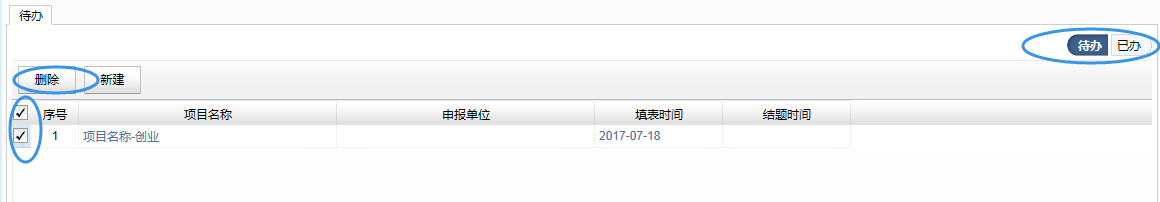 待办
待办 已办
删除 新建
序号 项目名称 申报单位 填表时间 结题时间
1 项目名称-创业 2017-07-18